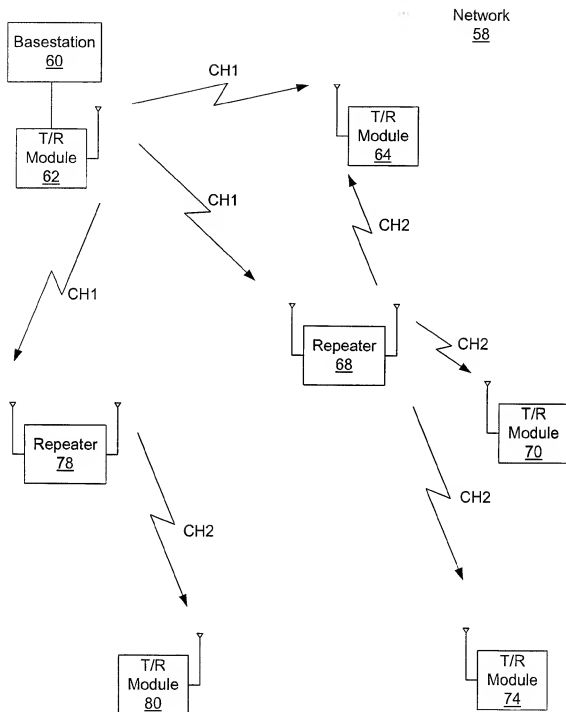 Network
58
Basestation
60
CH1
T/R
Module
62
T/R
Module
64
CH1
CH2
CH1
Repeater
68
CH2
Repeater
78
T/R
Module
70
CH2
CH2
T/R
Module
80
T/R
Module
74